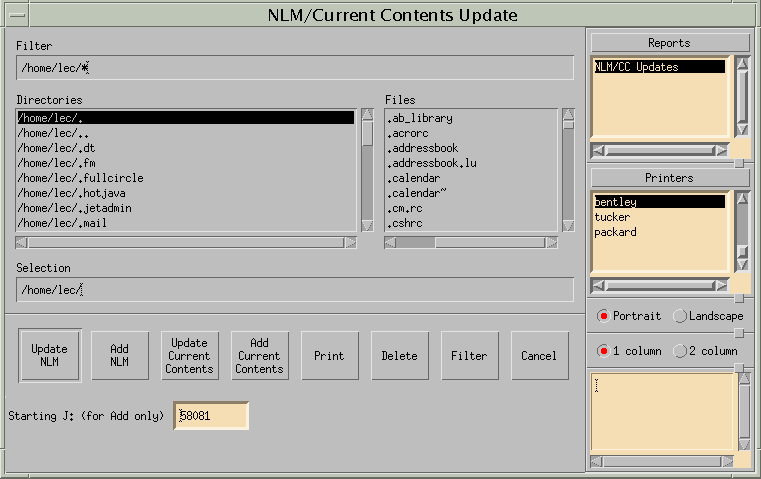 NLM/Current Contents Update
Filter
/home/lec/*
Directories
/home/lec/.
/home/lec/..
/home/lec/.dt
/home/lec/.fm
/home/lec/.fullcircle
/home/lec/.hotjava
/home/lec/.jetadmin
/home/lec/.mail
Files
.ab_library
.acrorc
.addressbook
.addressbook.lu
.calendar
.calendar~
.cm.rc
.cshrc
Selection
/home/lec/
Update
NLM
Add
NLM
Update
Current
Contents
Add
Current
Contents
Print
Delete
Filter
Cancel
Starting J: (for Add only)
58081
Reports
NLM/CC Updates
Printers
bentley
tucker
packard
Portrait
Landscape
1 column
2 column